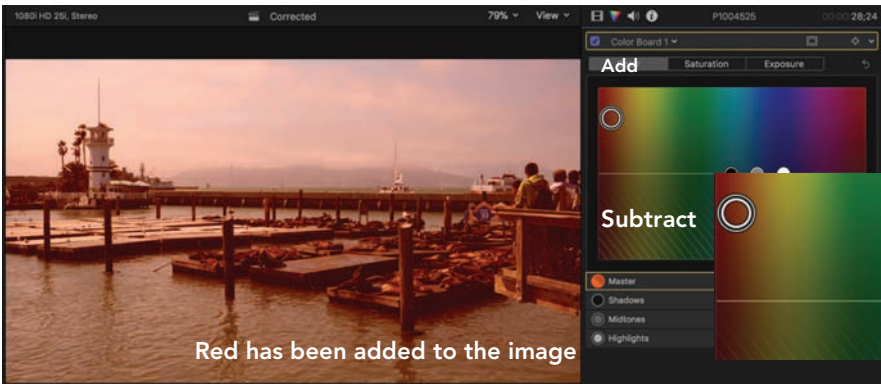 1080i HD 25i, Stereo
Corrected
79%
View
P1004525
00:00:28;24
Color Board 1
Add
Saturation
Exposure
Subtract
Master
Shadows
Midtones
Highlights
Red has been added to the image